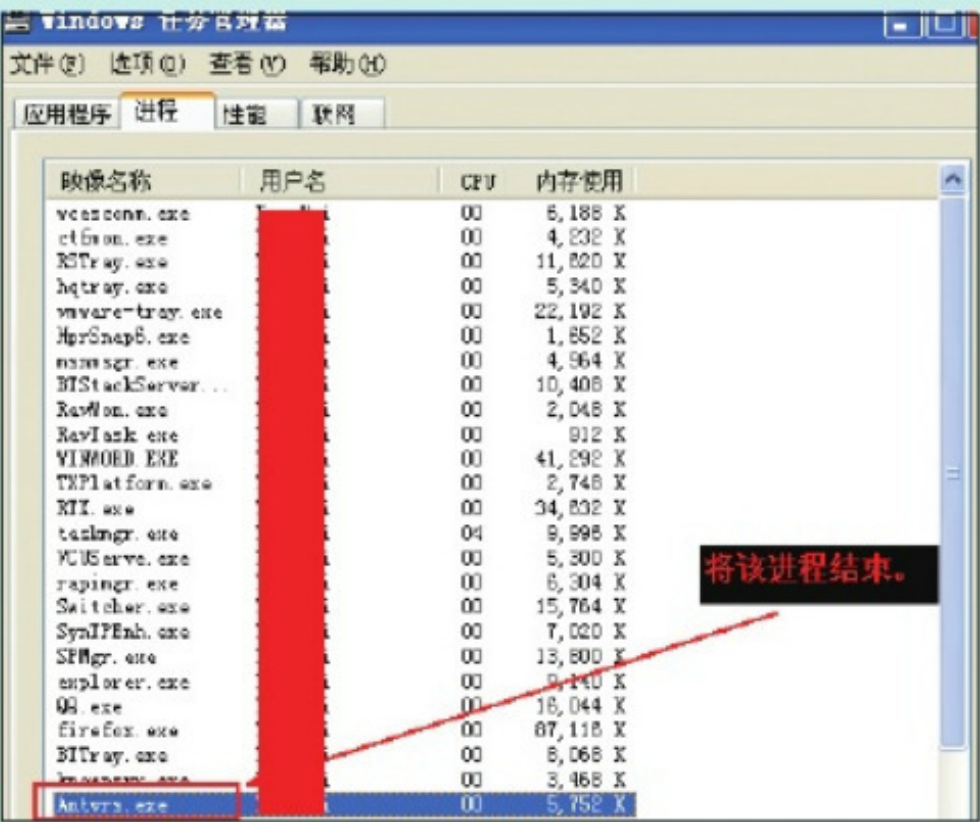 Windows 任务管理器
文件(F) 选项(O) 查看(V) 帮助(H)
应用程序 进程 性能 联网
映像名称 用户名 CPU 内存使用
00 6,188 K
ctfmon.exe 00 4,232 K
RSTray.exe 00 11,820 K
hqtray.exe 00 5,340 K
vmware-tray.exe 00 22,192 K
HprSnap6.exe 00 1,652 K
msnmsgr.exe 00 4,964 K
BTStackServer... 00 10,408 K
RavMon.exe 00 2,048 K
RavTask.exe 00 912 K
WINWORD.EXE 00 41,292 K
TXPlatform.exe 00 2,748 K
RTX.exe 00 34,832 K
taskmgr.exe 04 9,996 K
VCUServe.exe 00 5,300 K
将该进程结束。
rapimgr.exe 00 6,304 K
Switcher.exe 00 15,764 K
SynTPEnh.exe 00 7,020 K
SPMgr.exe 00 13,800 K
explorer.exe 00 9,140 K
QQ.exe 00 16,044 K
firefox.exe 00 87,116 K
BTTray.exe 00 8,068 K
00 3,468 K
Antvrs.exe 00 5,752 K